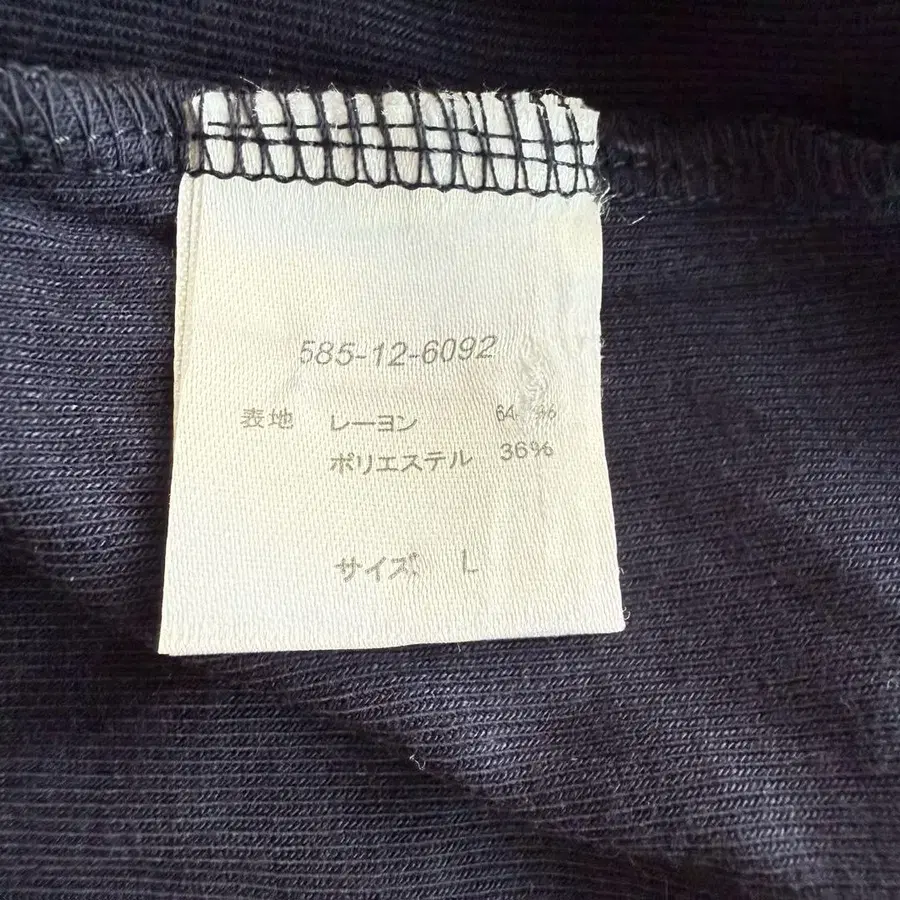 585-12-6092
表地 レーヨン 64%
ポリエステル 36%
サイズ L